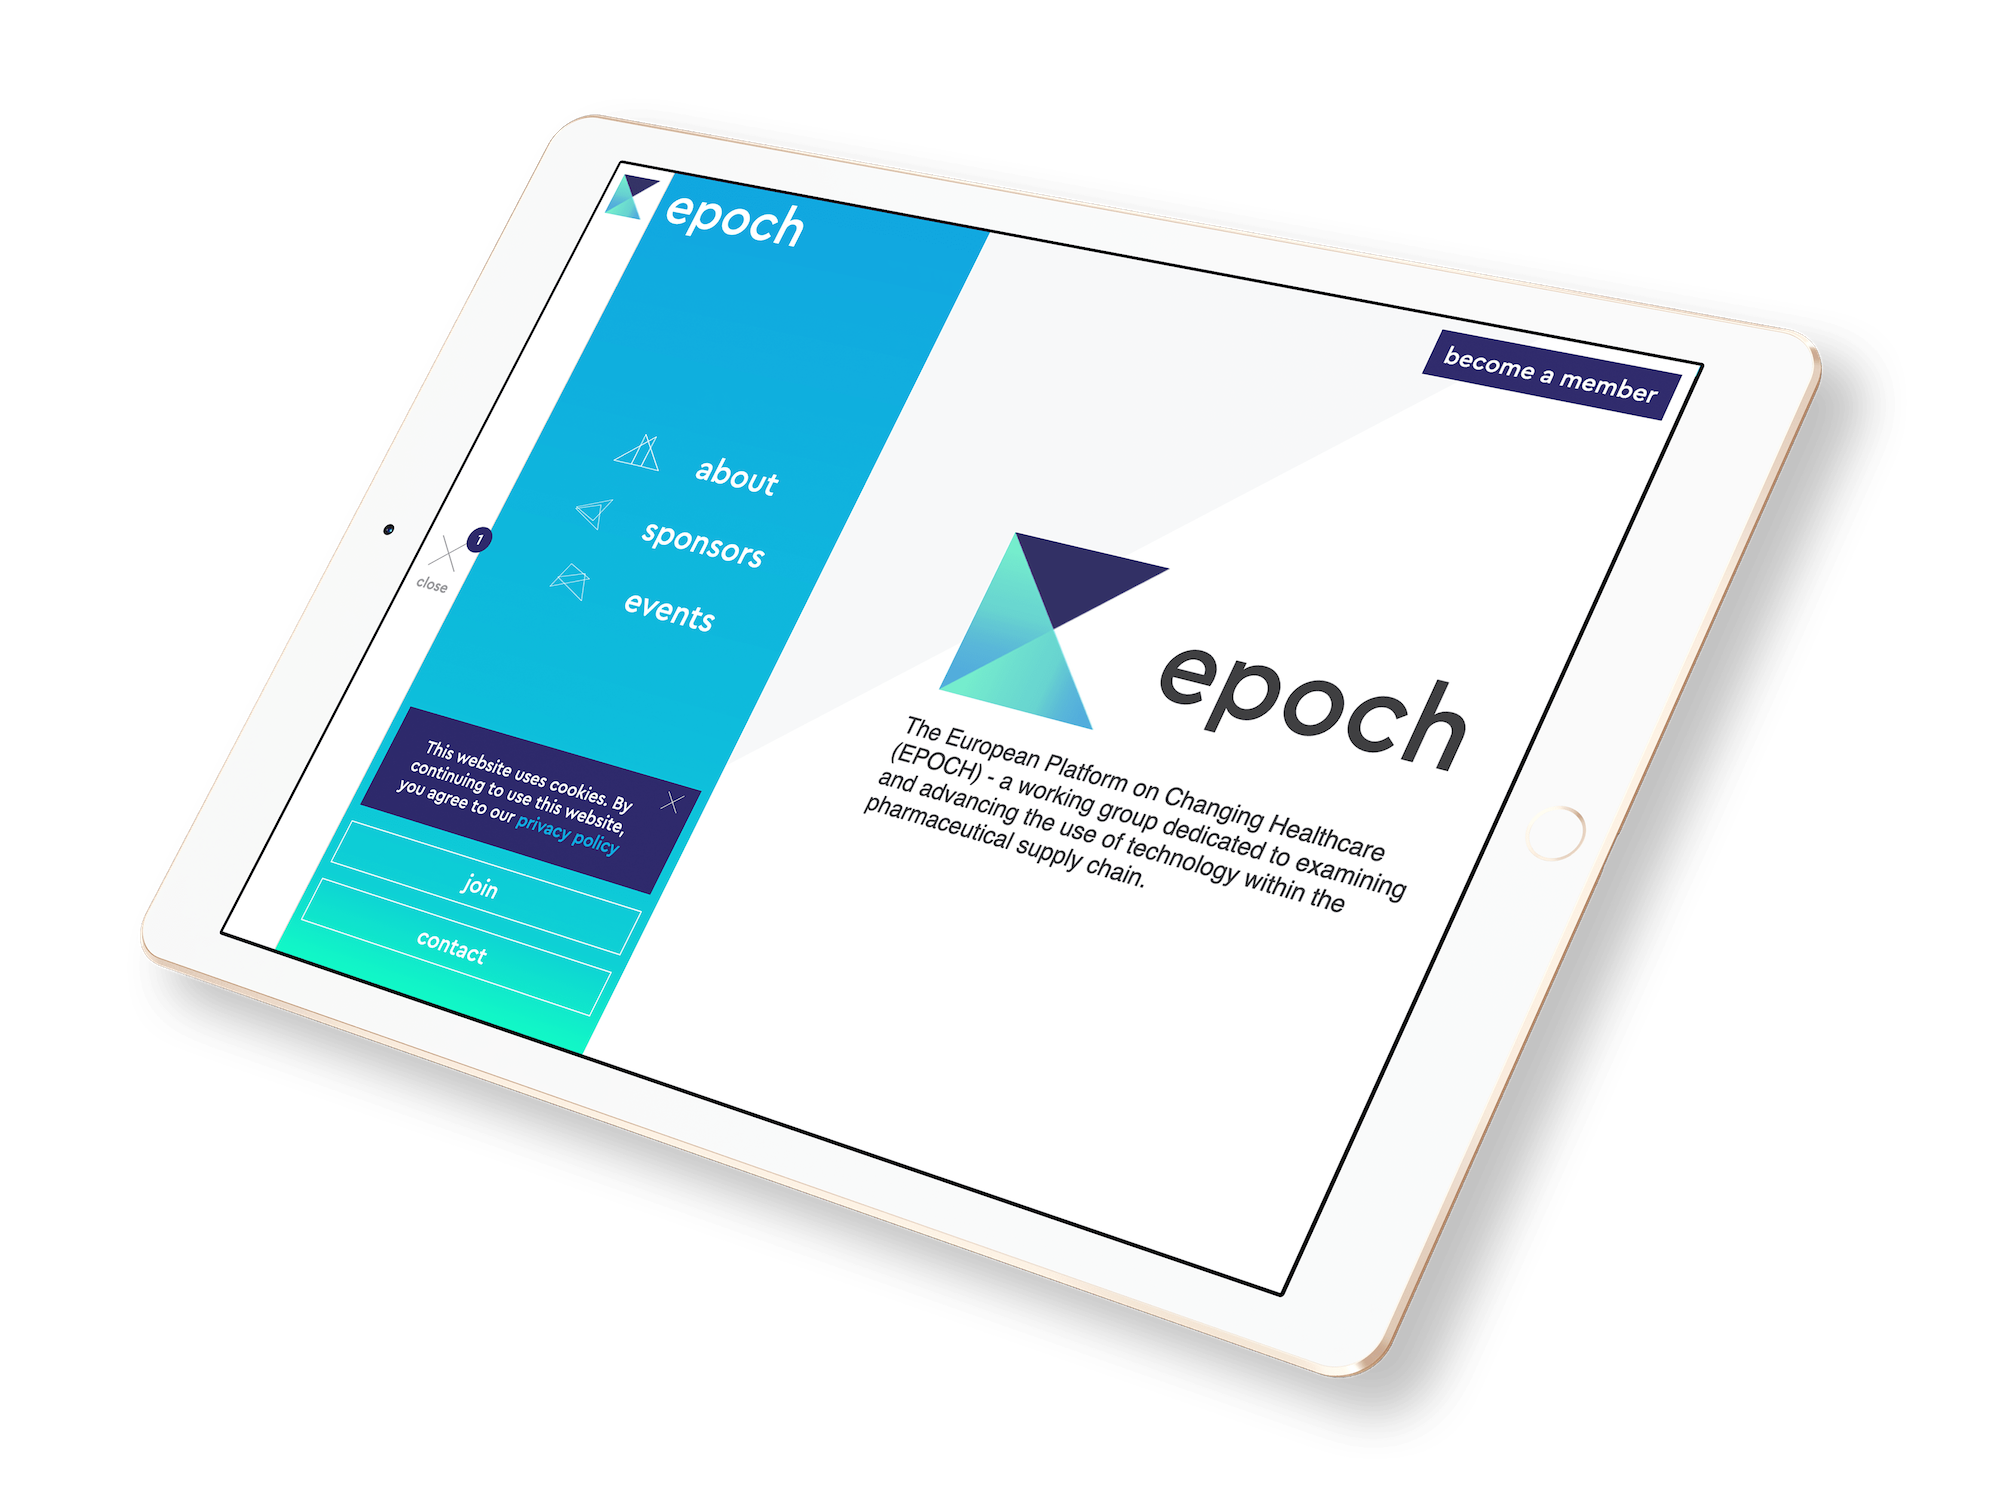 epoch
become a member
about
sponsors
1
close
events
epoch
The European Platform on Changing Healthcare
(EPOCH) - a working group dedicated to examining
and advancing the use of technology within the
pharmaceutical supply chain.
This website uses cookies. By
continuing to use this website,
you agree to our privacy policy
join
contact